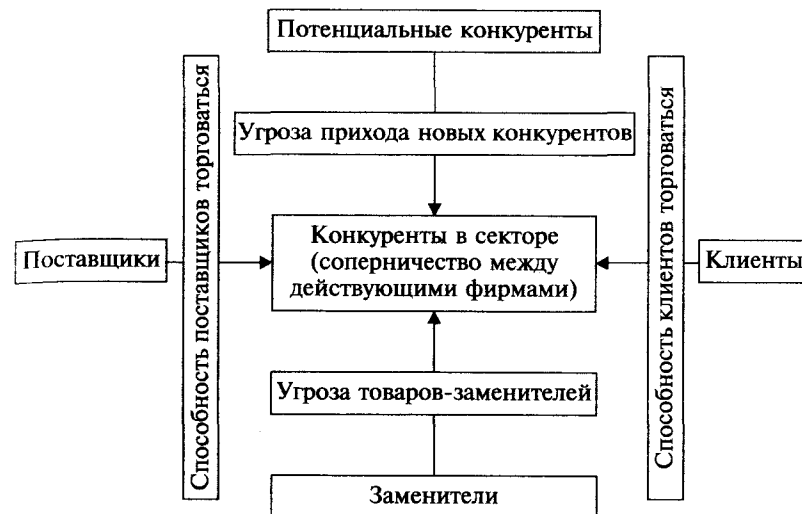 Потенциальные конкуренты
Угроза прихода новых конкурентов
Способность поставщиков торговаться
Способность клиентов торговаться
Поставщики
Конкуренты в секторе
(соперничество между
действующими фирмами)
Клиенты
Угроза товаров-заменителей
Заменители